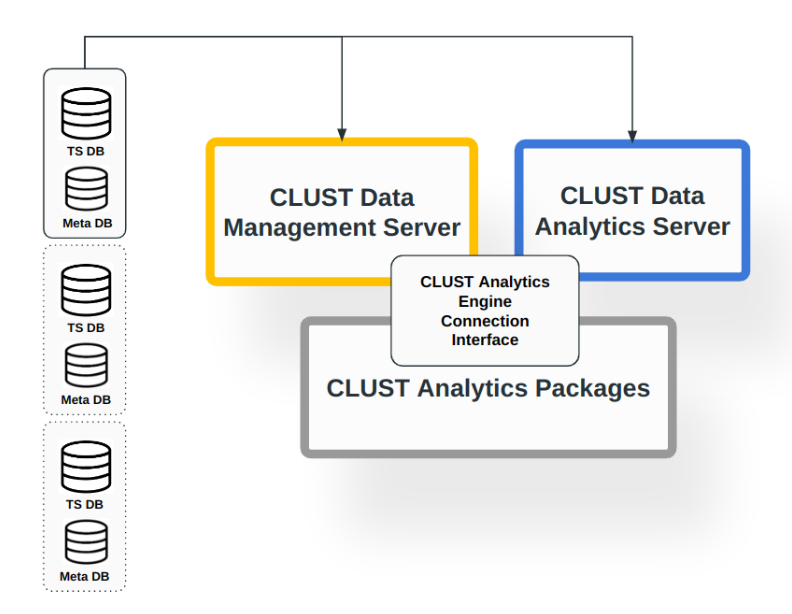 TS DB
Meta DB
TS DB
Meta DB
TS DB
Meta DB
CLUST Data
Management Server
CLUST Data
Analytics Server
CLUST Analytics
Engine
Connection
Interface
CLUST Analytics Packages